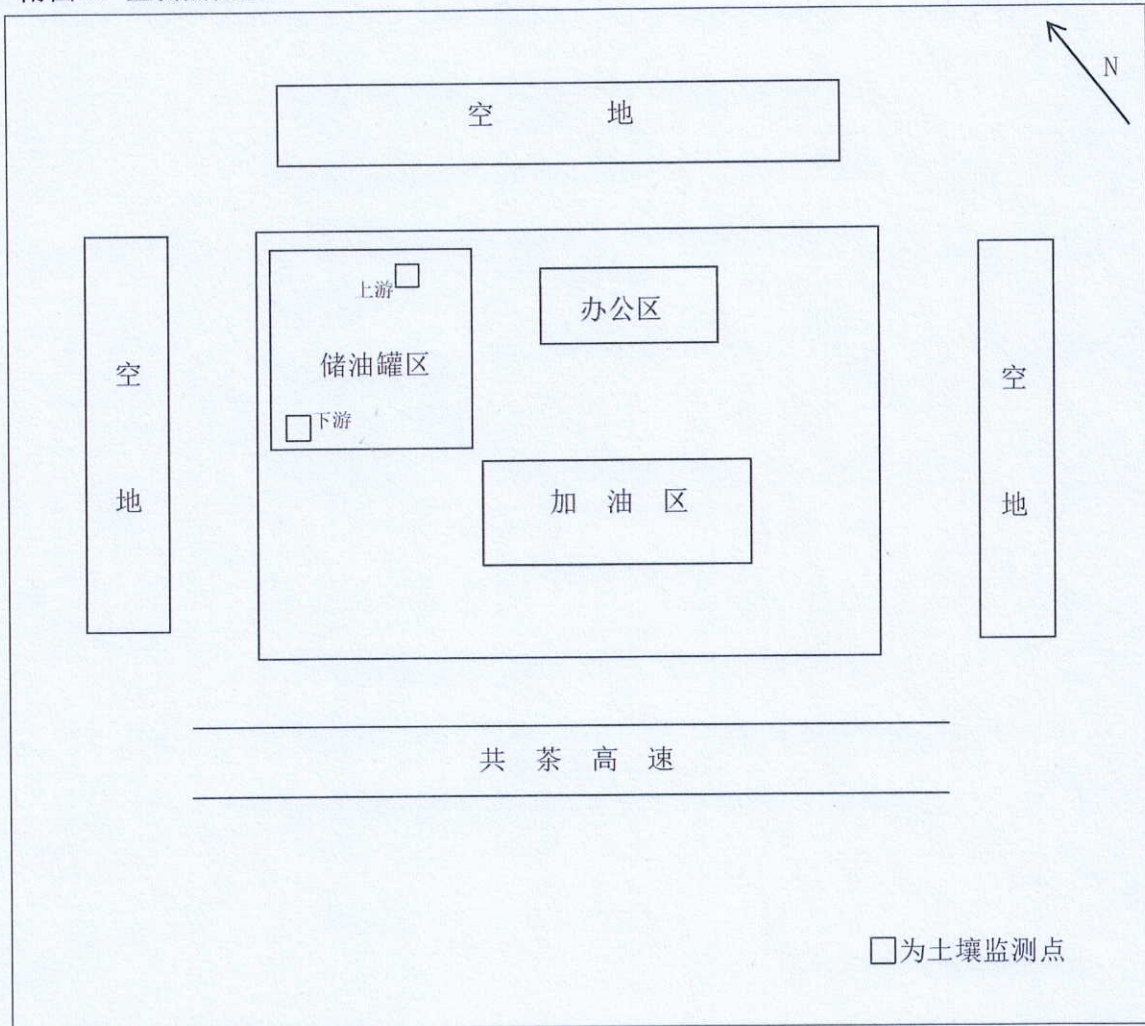 N
空 地
上游
办公区
储油罐区
下游
空
地
空
地
加 油 区
共 茶 高 速
□为土壤监测点